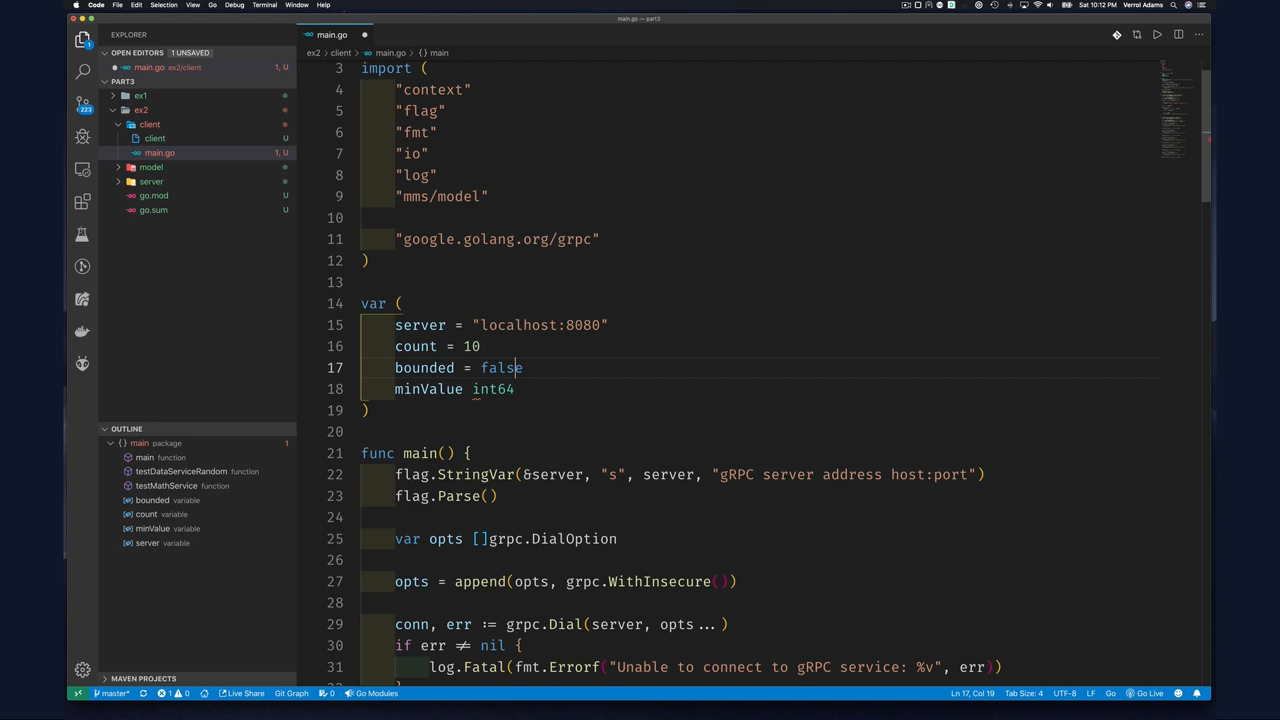 Code File Edit Selection View Go Debug Terminal Window Help
Sat 10:12 PM Verrol Adams
main.go — part3
EXPLORER
OPEN EDITORS 1 UNSAVED
main.go ex2/client 1, U
PART3
ex1
ex2
client
client U
main.go 1, U
model
server
go.mod U
go.sum U
OUTLINE
main package 1
main function
testDataServiceRandom function
testMathService function
bounded variable
count variable
minValue variable
server variable
MAVEN PROJECTS
1
223
main.go
ex2 › client › main.go › {} main
3 import (
4 "context"
5 "flag"
6 "fmt"
7 "io"
8 "log"
9 "mms/model"
10
11 "google.golang.org/grpc"
12 )
13
14 var (
15 server = "localhost:8080"
16 count = 10
17 bounded = false
18 minValue int64
19 )
20
21 func main() {
22 flag.StringVar(&server, "s", server, "gRPC server address host:port")
23 flag.Parse()
24
25 var opts []grpc.DialOption
26
27 opts = append(opts, grpc.WithInsecure())
28
29 conn, err := grpc.Dial(server, opts...)
30 if err != nil {
31 log.Fatal(fmt.Errorf("Unable to connect to gRPC service: %v", err))
master* 1 0 Live Share Git Graph 0 Go Modules
Ln 17, Col 19 Tab Size: 4 UTF-8 LF Go Go Live